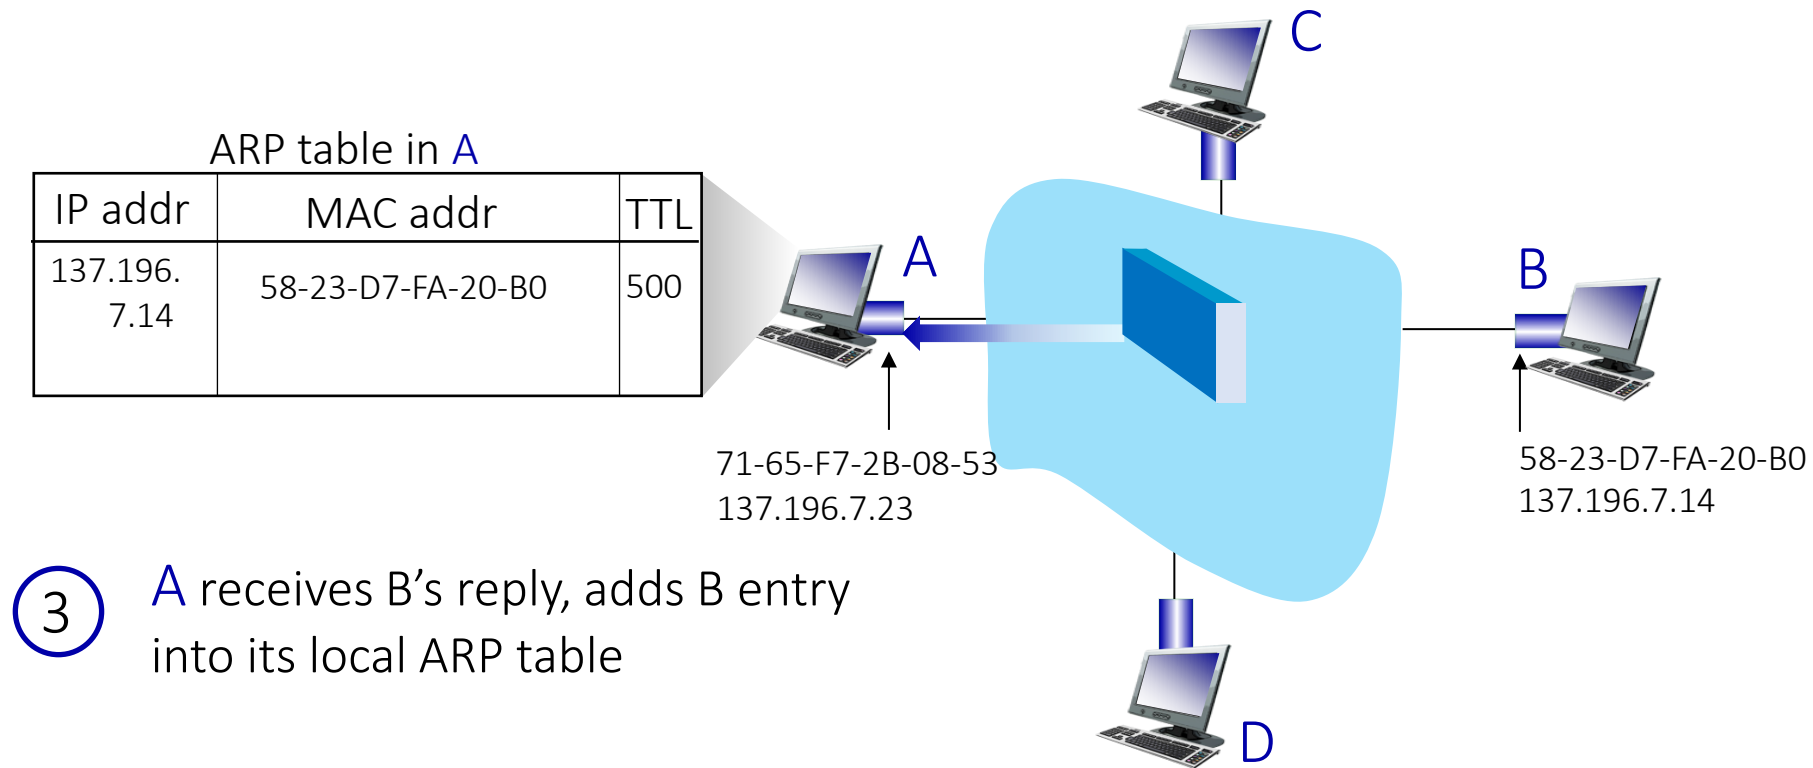 C
ARP table in A
IP addr MAC addr TTL
137.196.
7.14
58-23-D7-FA-20-B0
500
A
B
71-65-F7-2B-08-53
137.196.7.23
58-23-D7-FA-20-B0
137.196.7.14
3
A receives B’s reply, adds B entry
into its local ARP table
D